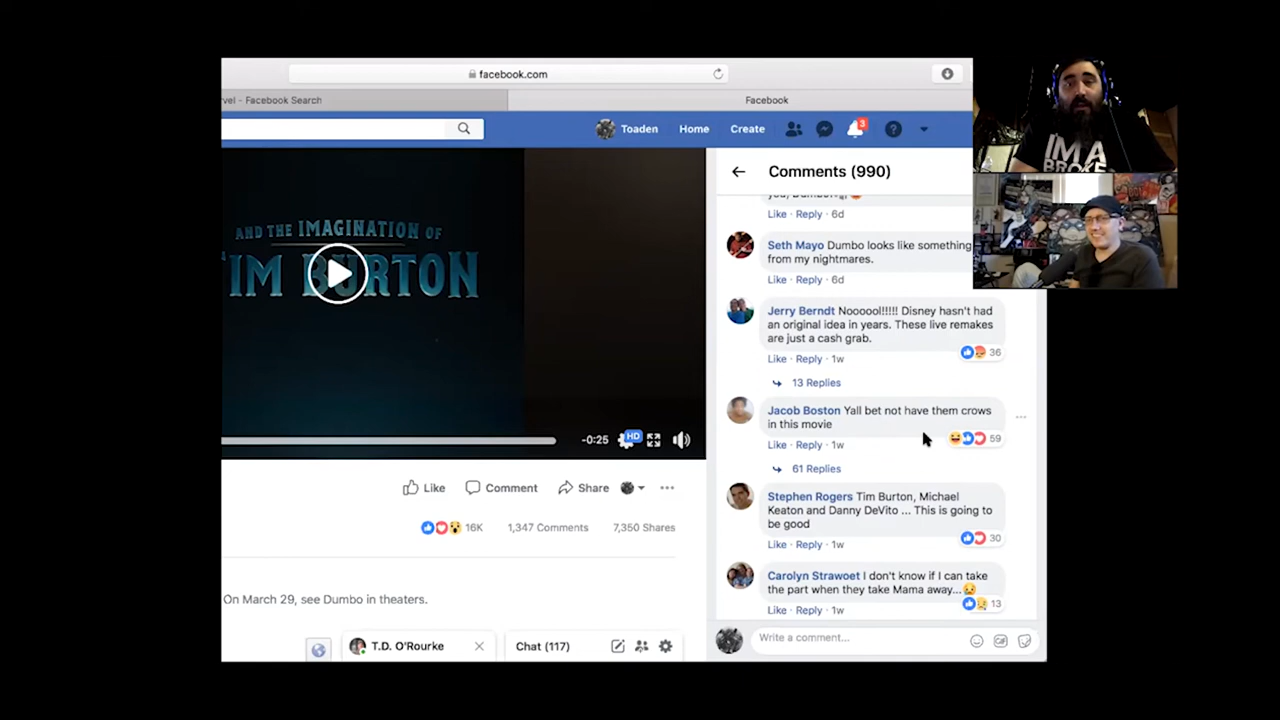 facebook.com
vel - Facebook Search
Facebook
Toaden
Home
Create
3
AND THE IMAGINATION OF
TIM BURTON
-0:25
HD
Like
Comment
Share
16K
1,347 Comments
7,350 Shares
On March 29, see Dumbo in theaters.
T.D. O'Rourke
Chat (117)
Comments (990)
Like · Reply · 6d
Seth Mayo Dumbo looks like something
from my nightmares.
Like · Reply · 6d
Jerry Berndt Noooool!!!!! Disney hasn't had
an original idea in years. These live remakes
are just a cash grab.
36
Like · Reply · 1w
13 Replies
Jacob Boston Yall bet not have them crows
in this movie
59
Like · Reply · 1w
61 Replies
Stephen Rogers Tim Burton, Michael
Keaton and Danny DeVito ... This is going to
be good
30
Like · Reply · 1w
Carolyn Strawoet I don't know if I can take
the part when they take Mama away...😥
13
Like · Reply · 1w
Write a comment...
GIF
I'M A
BROKE